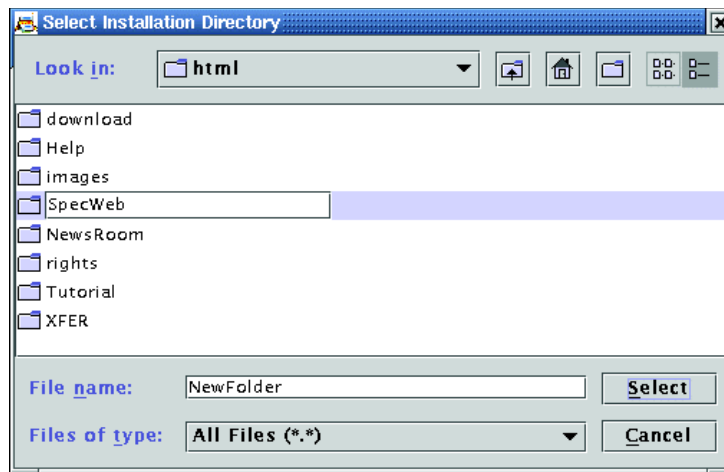 Select Installation Directory
Look in: html
download
Help
images
SpecWeb
NewsRoom
rights
Tutorial
XFER
File name: NewFolder Select
Files of type: All Files (*.*) Cancel